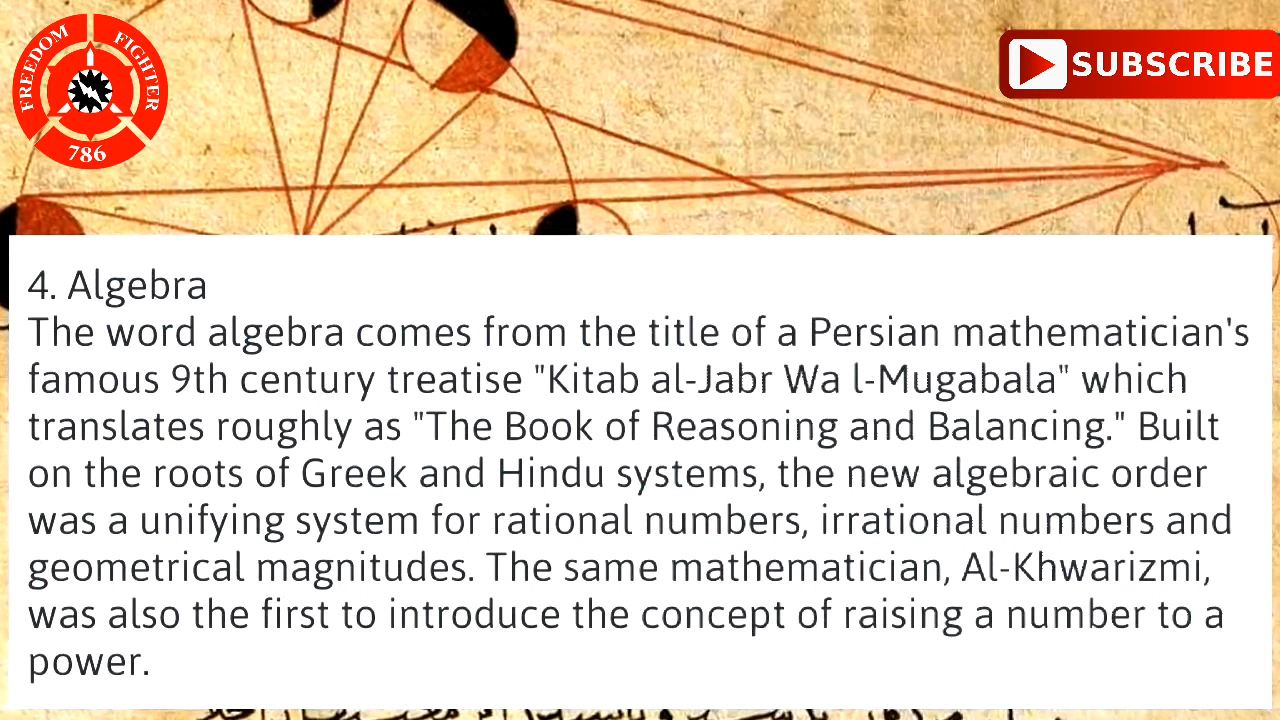 FREEDOM FIGHTER
786
SUBSCRIBE
4. Algebra
The word algebra comes from the title of a Persian mathematician's
famous 9th century treatise "Kitab al-Jabr Wa l-Mugabala" which
translates roughly as "The Book of Reasoning and Balancing." Built
on the roots of Greek and Hindu systems, the new algebraic order
was a unifying system for rational numbers, irrational numbers and
geometrical magnitudes. The same mathematician, Al-Khwarizmi,
was also the first to introduce the concept of raising a number to a
power.